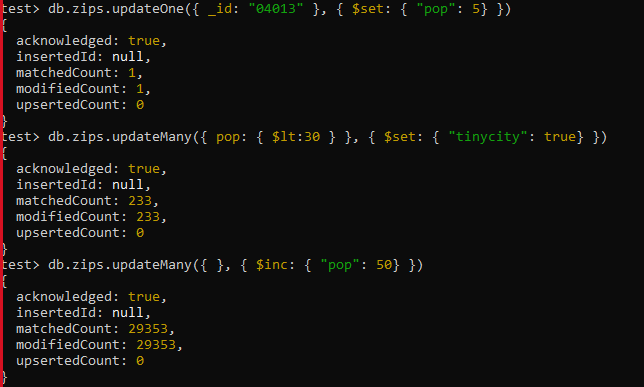 test> db.zips.updateOne({ _id: "04013" }, { $set: { "pop": 5} })
{
  acknowledged: true,
  insertedId: null,
  matchedCount: 1,
  modifiedCount: 1,
  upsertedCount: 0
}
test> db.zips.updateMany({ pop: { $lt:30 } }, { $set: { "tinycity": true} })
{
  acknowledged: true,
  insertedId: null,
  matchedCount: 233,
  modifiedCount: 233,
  upsertedCount: 0
}
test> db.zips.updateMany({ }, { $inc: { "pop": 50} })
{
  acknowledged: true,
  insertedId: null,
  matchedCount: 29353,
  modifiedCount: 29353,
  upsertedCount: 0
}